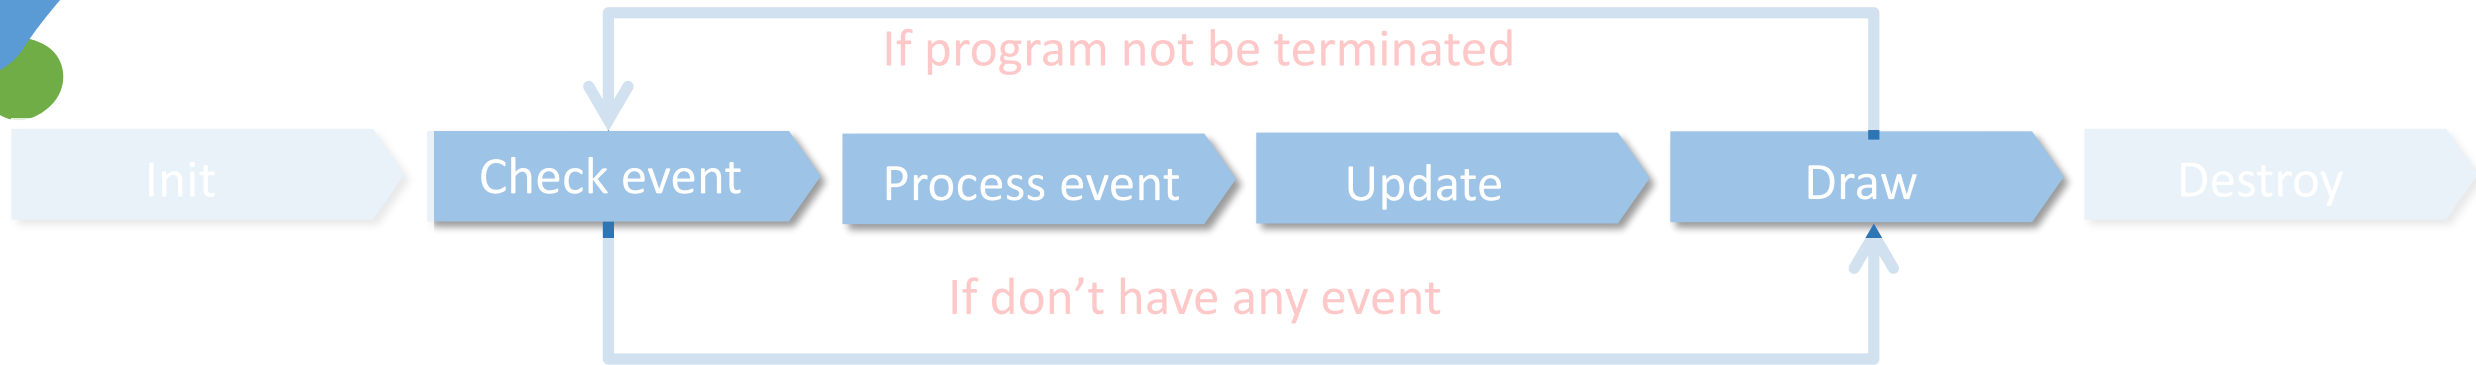 If program not be terminated
Init
Check event
Process event
Update
Draw
Destroy
If don’t have any event